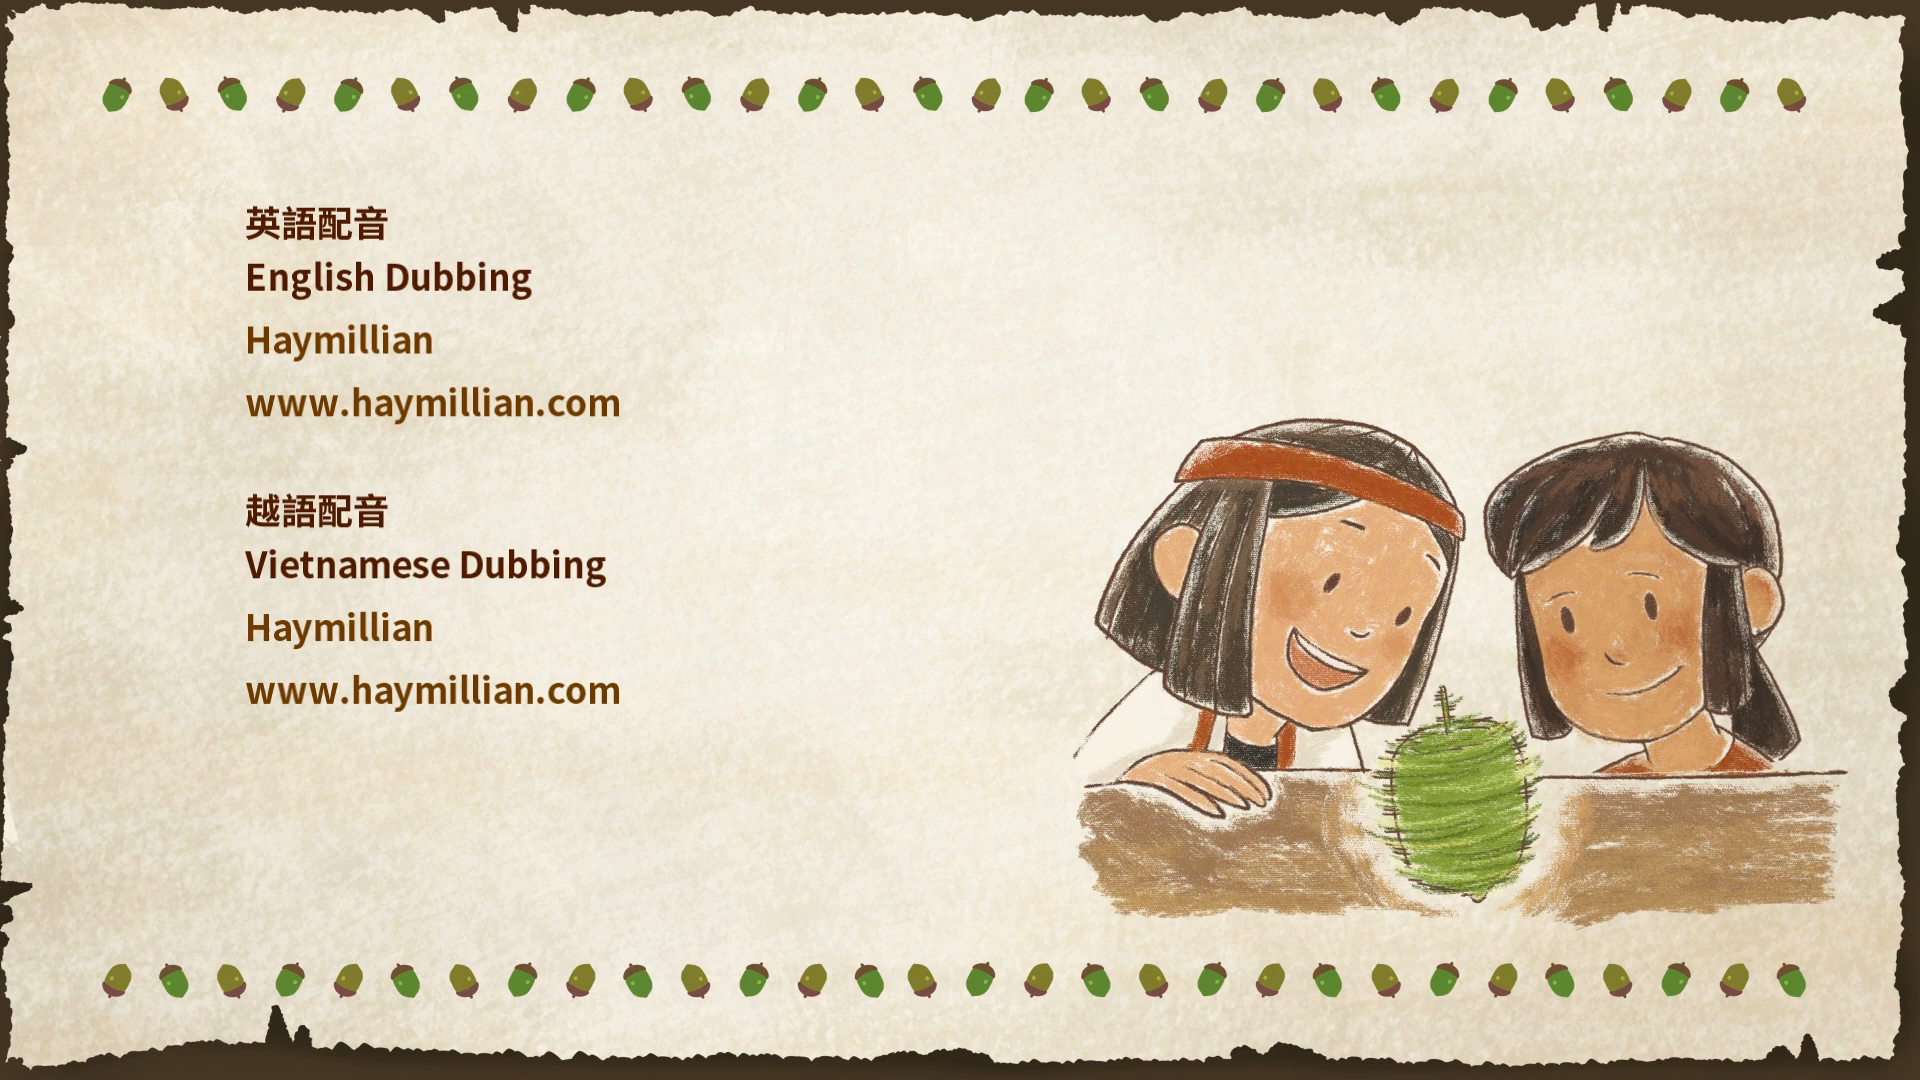 英語配音
English Dubbing
Haymillian
www.haymillian.com
越語配音
Vietnamese Dubbing
Haymillian
www.haymillian.com